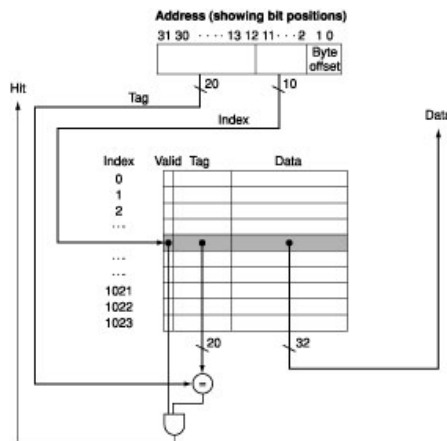 Address (showing bit positions)
31 30 · · · · · 13 12 11 · · · 2 1 0
Byte
offset
Hit
20
10
Tag
Index
Data
Index Valid Tag Data
0
1
2
...
...
...
1021
1022
1023
20
32
=